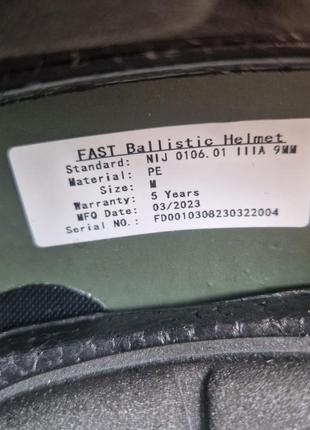 FAST Ballistic Helmet
Standard: NIJ 0106.01 IIIA 9MM
Material: PE
Size: M
Warranty: 5 Years
MFQ Date: 03/2023
Serial NO.: FD0010308230322004